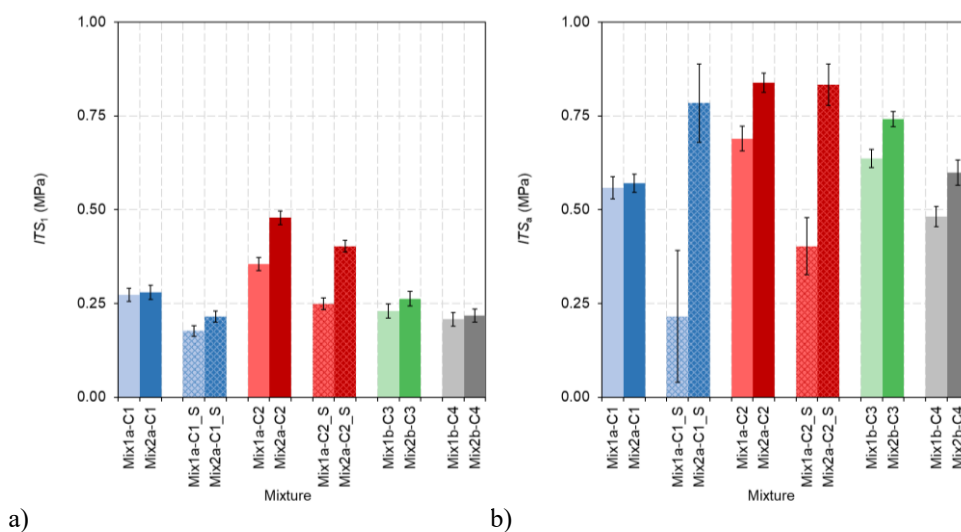 1.00
0.75
0.50
0.25
0.00
ITS₁ (MPa)
Mix1a-C1
Mix2a-C1
Mix1a-C1_S
Mix2a-C1_S
Mix1a-C2
Mix2a-C2
Mix1a-C2_S
Mix2a-C2_S
Mix1b-C3
Mix2b-C3
Mix1b-C4
Mix2b-C4
Mixture
a)
1.00
0.75
0.50
0.25
0.00
ITSₐ (MPa)
Mix1a-C1
Mix2a-C1
Mix1a-C1_S
Mix2a-C1_S
Mix1a-C2
Mix2a-C2
Mix1a-C2_S
Mix2a-C2_S
Mix1b-C3
Mix2b-C3
Mix1b-C4
Mix2b-C4
Mixture
b)